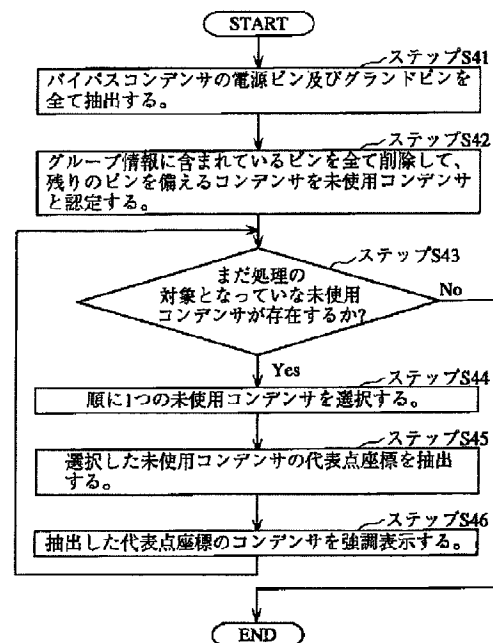 START
ステップS41
バイパスコンデンサの電源ピン及びグランドピンを
全て抽出する。
ステップS42
グループ情報に含まれているピンを全て削除して、
残りのピンを備えるコンデンサを未使用コンデンサ
と認定する。
ステップS43
まだ処理の
対象となっていな未使用
コンデンサが存在するか?
No
Yes
ステップS44
順に1つの未使用コンデンサを選択する。
ステップS45
選択した未使用コンデンサの代表点座標を抽出
する。
ステップS46
抽出した代表点座標のコンデンサを強調表示する。
END